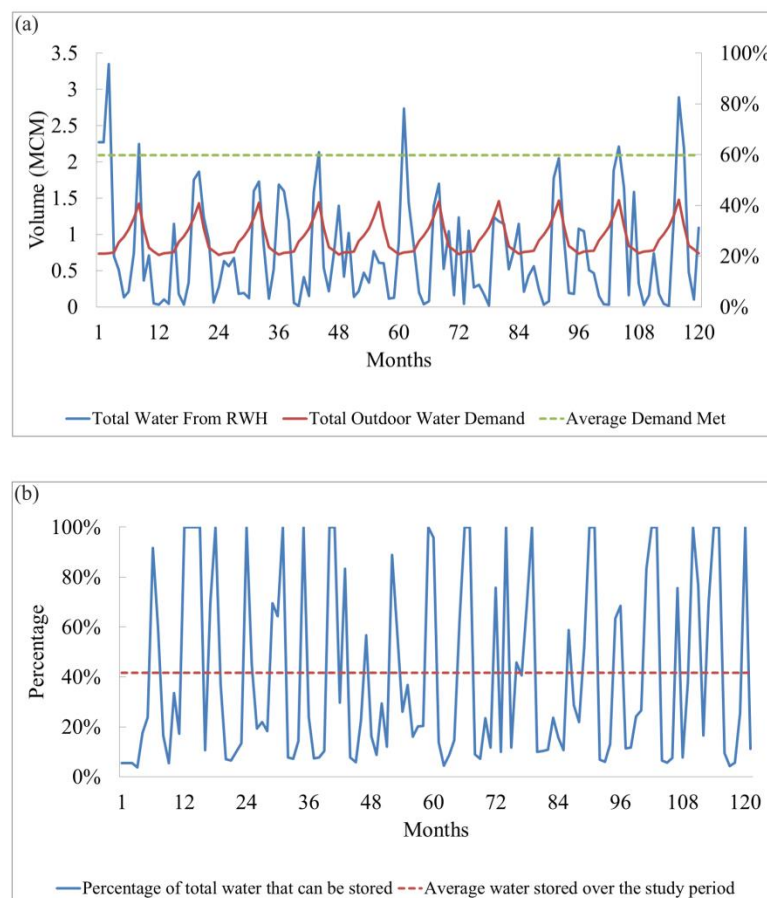 (a)
3.5 100%
3
80%
2.5
2 60%
1.5
40%
1
20%
0.5
0 0%
1 12 24 36 48 60 72 84 96 108 120
Volume (MCM)
Months
Total Water From RWH Total Outdoor Water Demand Average Demand Met
(b)
100%
80%
60%
40%
20%
0%
1 12 24 36 48 60 72 84 96 108 120
Percentage
Months
Percentage of total water that can be stored Average water stored over the study period